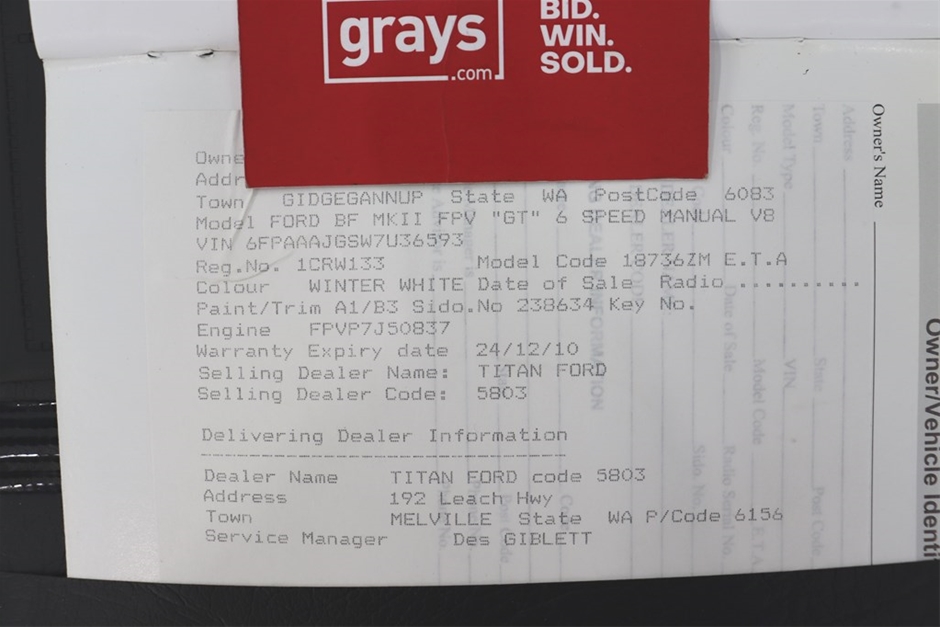 grays
.com
BID.
WIN.
SOLD.
Owne
Addr
Town GIDGEGANNUP State WA PostCode 6083
Model FORD BF MKII FPV "GT" 6 SPEED MANUAL V8
VIN 6FPAAAJGSW7U36593
Reg.No. 1CRW133 Model Code 18736ZM E.T.A
Colour WINTER WHITE Date of Sale Radio...........
Paint/Trim A1/B3 Sido.No 238634 Key No.
Engine FPVP7J50837
Warranty Expiry date 24/12/10
Selling Dealer Name: TITAN FORD
Selling Dealer Code: 5803
Delivering Dealer Information
Dealer Name TITAN FORD code 5803
Address 192 Leach Hwy
Town MELVILLE State WA P/Code 6156
Service Manager Des GIBLETT
Owner's Name
Owner/Vehicle Identi